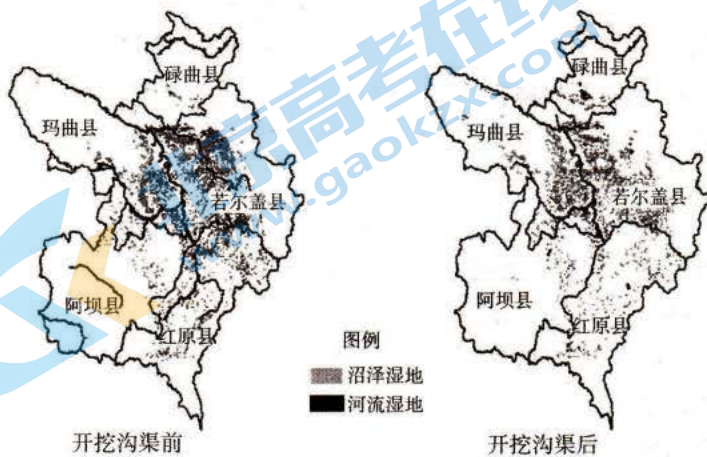 碌曲县
玛曲县
若尔盖县
阿坝县
红原县
开挖沟渠前
碌曲县
玛曲县
若尔盖县
阿坝县
红原县
开挖沟渠后
图例
沼泽湿地
河流湿地
北京高考在线
www.gaokzx.com